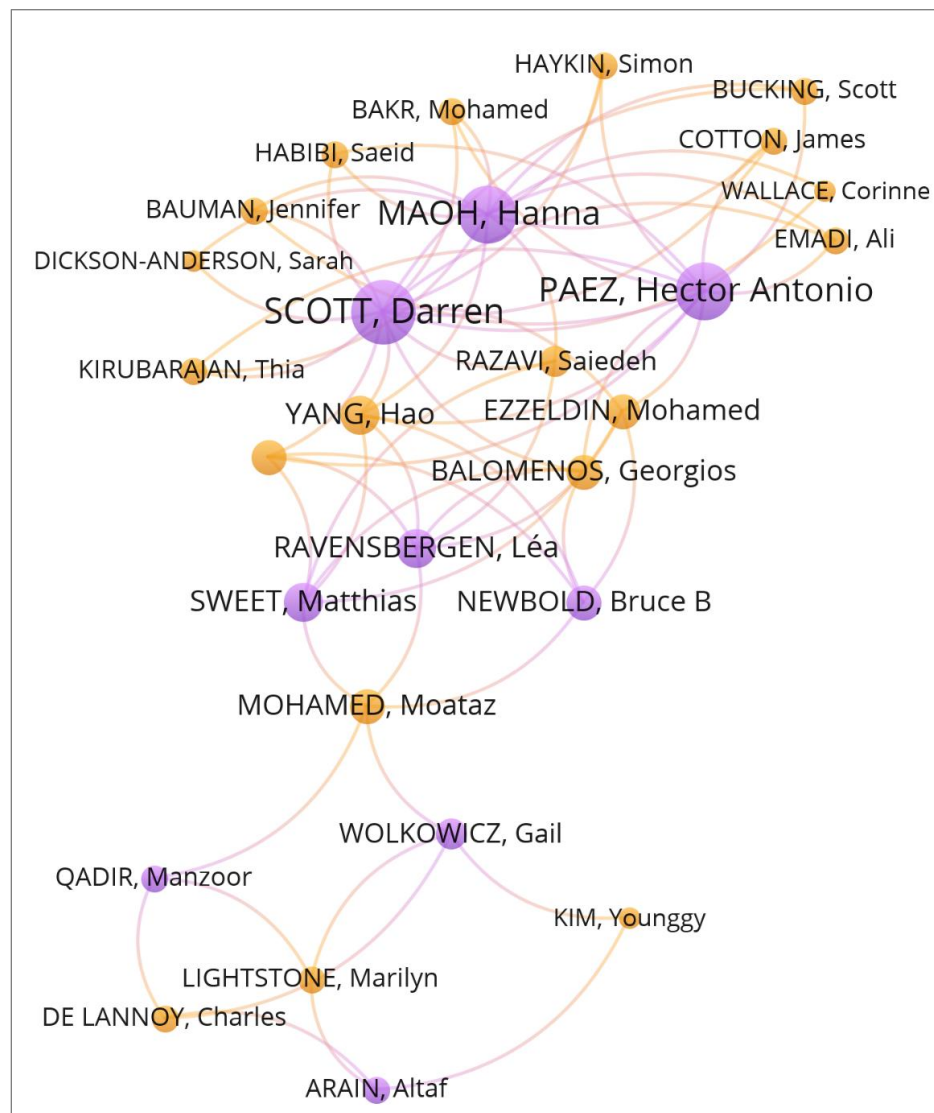 HAYKIN, Simon
BUCKING, Scott
BAKR, Mohamed
COTTON, James
HABIBI, Saeid
WALLACE, Corinne
BAUMAN, Jennifer
MAOH, Hanna
EMADI, Ali
DICKSON-ANDERSON, Sarah
PAEZ, Hector Antonio
SCOTT, Darren
RAZAVI, Saiedeh
KIRUBARAJAN, Thia
YANG, Hao
EZZELDIN, Mohamed
BALOMENOS, Georgios
RAVENSBERGEN, Léa
SWEET, Matthias
NEWBOLD, Bruce B
MOHAMED, Moataz
WOLKOWICZ, Gail
QADIR, Manzoor
KIM, Younggy
LIGHTSTONE, Marilyn
DE LANNOY, Charles
ARAIN, Altaf